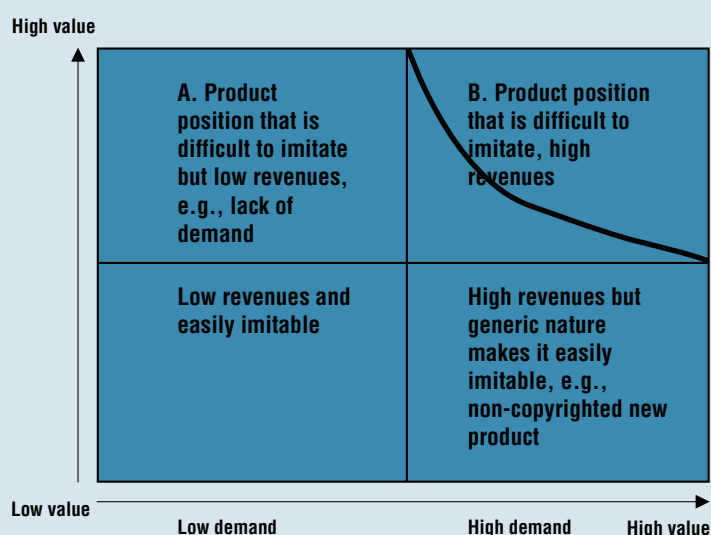 High value
A. Product
position that is
difficult to imitate
but low revenues,
e.g., lack of
demand
B. Product position
that is difficult to
imitate, high
revenues
Low revenues and
easily imitable
High revenues but
generic nature
makes it easily
imitable, e.g.,
non-copyrighted new
product
Low value
Low demand
High demand
High value